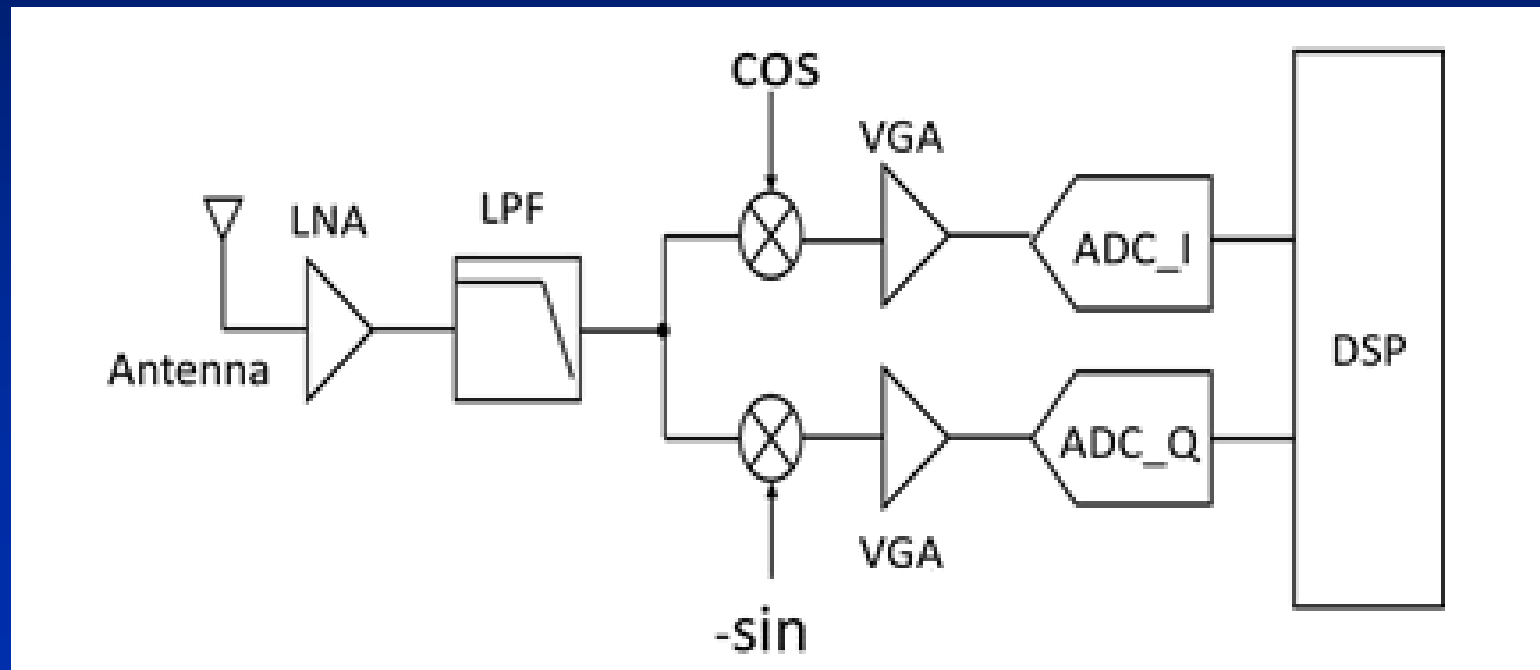 COS
VGA
LNA
LPF
ADC_I
Antenna
DSP
ADC_Q
VGA
-sin